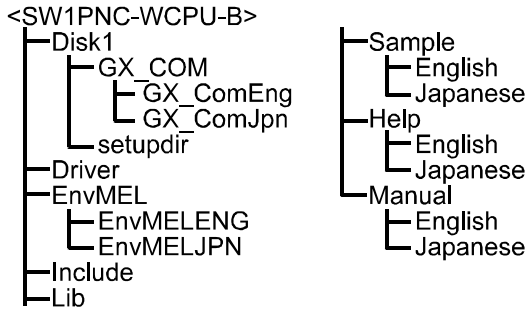 <SW1PNC-WCPU-B>
Disk1
GX_COM
GX_ComEng
GX_ComJpn
setupdir
Driver
EnvMEL
EnvMELENG
EnvMELJPN
Include
Lib
Sample
English
Japanese
Help
English
Japanese
Manual
English
Japanese